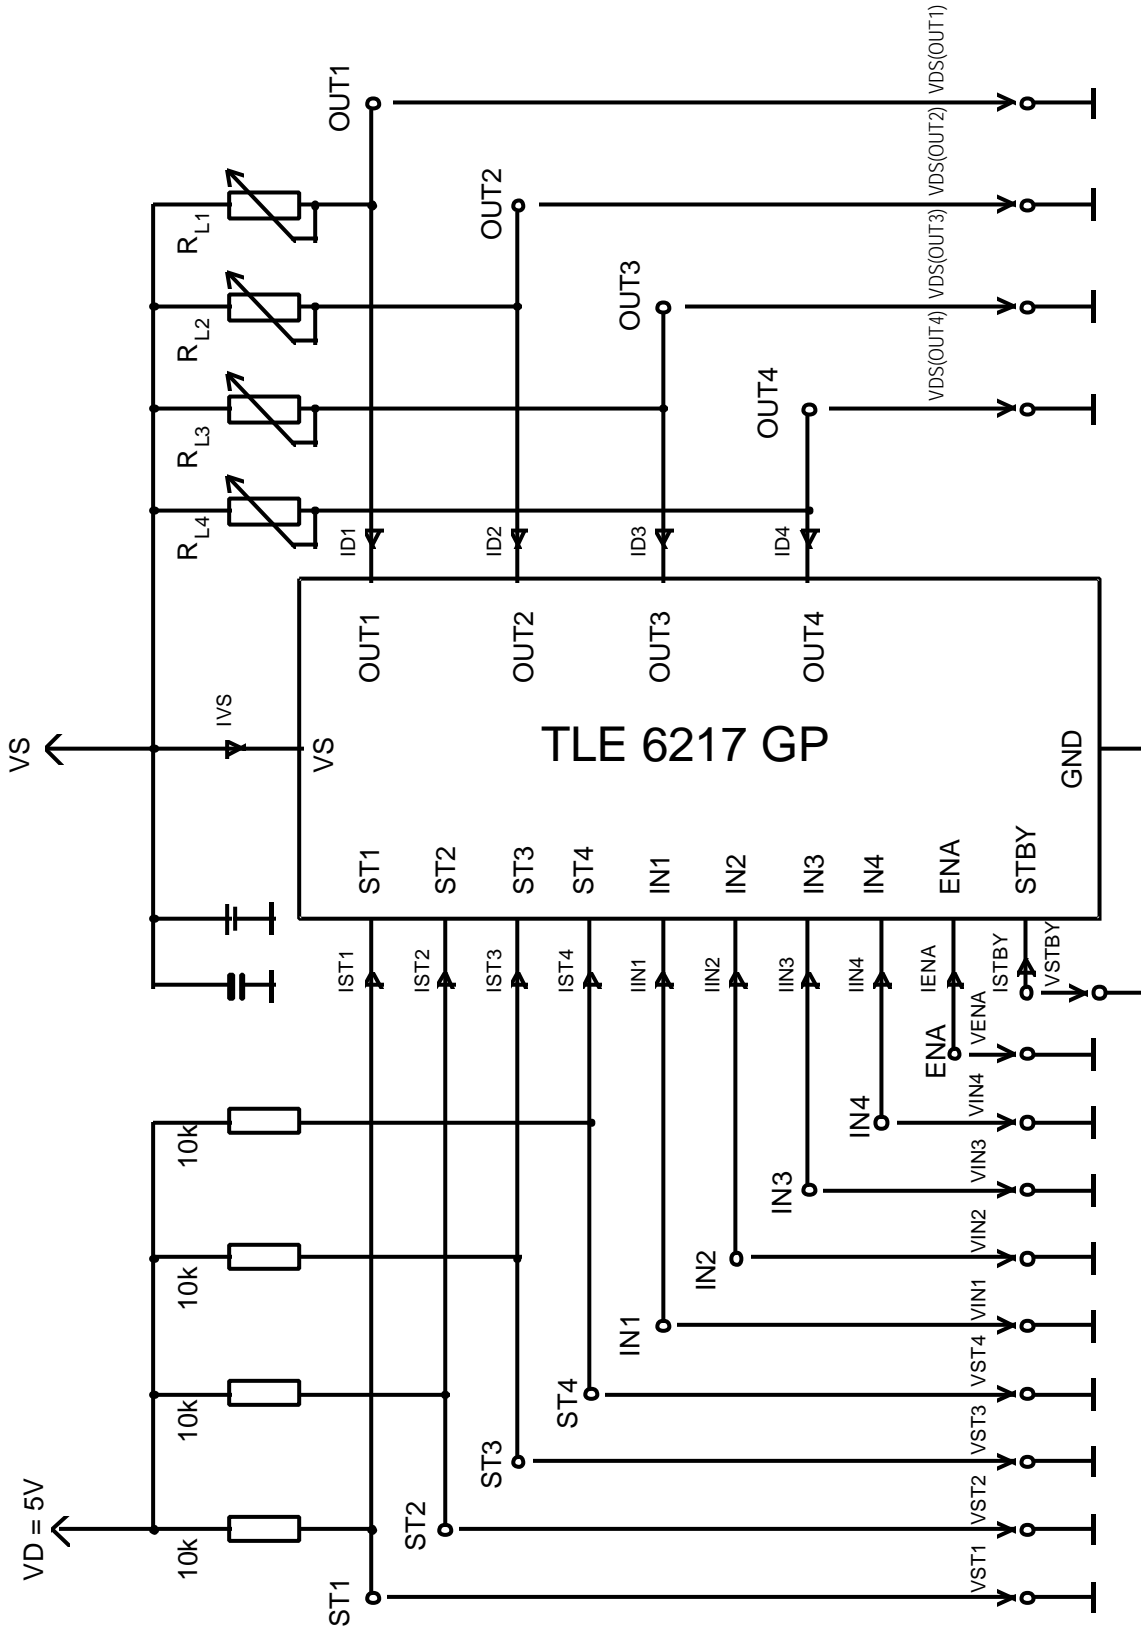 VD = 5V
VS
10k
10k
10k
10k
IVS
RL4
RL3
RL2
RL1
ST1
IST1
ST1
VS
OUT1
ID1
OUT1
ST2
IST2
ST2
OUT2
ID2
OUT2
ST3
IST3
ST3
OUT3
ID3
OUT3
ST4
IST4
ST4
TLE 6217 GP
IN1
IIN1
IN1
IN2
IIN2
IN2
IN3
IIN3
IN3
OUT4
ID4
OUT4
IN4
IIN4
IN4
ENA
IENA
ENA
ISTBY
STBY
VSTBY
GND
VST1
VST2
VST3
VST4
VIN1
VIN2
VIN3
VIN4
VENA
VDS(OUT4)
VDS(OUT3)
VDS(OUT2)
VDS(OUT1)